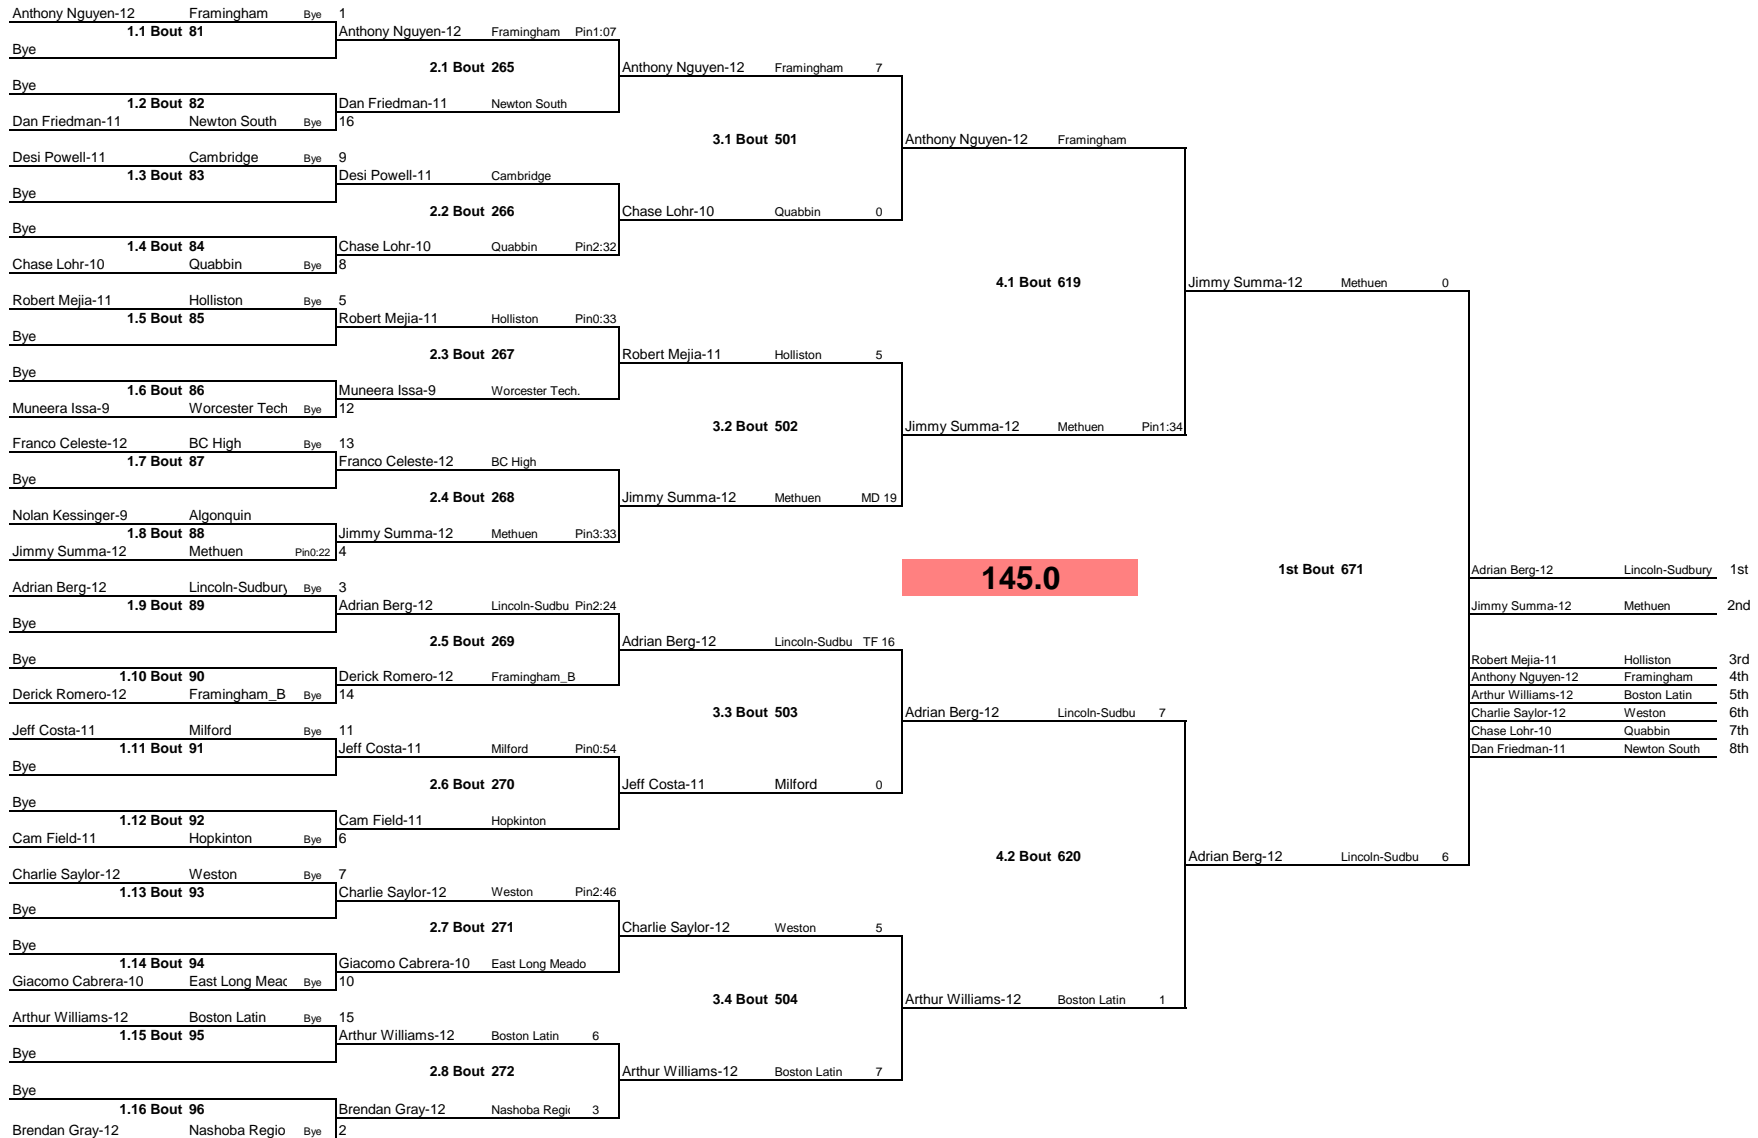 Anthony Nguyen-12 Framingham Bye 1
1.1 Bout 81
Bye
Anthony Nguyen-12 Framingham Pin1:07
2.1 Bout 265
Bye
1.2 Bout 82
Dan Friedman-11 Newton South Bye 16
Dan Friedman-11 Newton South
Anthony Nguyen-12 Framingham 7
3.1 Bout 501
Desi Powell-11 Cambridge Bye 9
1.3 Bout 83
Bye
Desi Powell-11 Cambridge
2.2 Bout 266
Bye
1.4 Bout 84
Chase Lohr-10 Quabbin Bye 8
Chase Lohr-10 Quabbin Pin2:32
Chase Lohr-10 Quabbin 0
Anthony Nguyen-12 Framingham
4.1 Bout 619
Robert Mejia-11 Holliston Bye 5
1.5 Bout 85
Bye
Robert Mejia-11 Holliston Pin0:33
2.3 Bout 267
Bye
1.6 Bout 86
Muneera Issa-9 Worcester Tech Bye 12
Muneera Issa-9 Worcester Tech.
Robert Mejia-11 Holliston 5
3.2 Bout 502
Franco Celeste-12 BC High Bye 13
1.7 Bout 87
Bye
Franco Celeste-12 BC High
2.4 Bout 268
Nolan Kessinger-9 Algonquin
1.8 Bout 88
Jimmy Summa-12 Methuen Pin0:22 4
Jimmy Summa-12 Methuen Pin3:33
Jimmy Summa-12 Methuen MD 19
Jimmy Summa-12 Methuen Pin1:34
Jimmy Summa-12 Methuen 0
145.0
1st Bout 671
Adrian Berg-12 Lincoln-Sudbury Bye 3
1.9 Bout 89
Bye
Adrian Berg-12 Lincoln-Sudbu Pin2:24
2.5 Bout 269
Bye
1.10 Bout 90
Derick Romero-12 Framingham_B Bye 14
Derick Romero-12 Framingham_B
Adrian Berg-12 Lincoln-Sudbu TF 16
3.3 Bout 503
Jeff Costa-11 Milford Bye 11
1.11 Bout 91
Bye
Jeff Costa-11 Milford Pin0:54
2.6 Bout 270
Bye
1.12 Bout 92
Cam Field-11 Hopkinton Bye 6
Cam Field-11 Hopkinton
Jeff Costa-11 Milford 0
Adrian Berg-12 Lincoln-Sudbu 7
4.2 Bout 620
Charlie Saylor-12 Weston Bye 7
1.13 Bout 93
Bye
Charlie Saylor-12 Weston Pin2:46
2.7 Bout 271
Bye
1.14 Bout 94
Giacomo Cabrera-10 East Long Meac Bye 10
Giacomo Cabrera-10 East Long Meado
Charlie Saylor-12 Weston 5
3.4 Bout 504
Arthur Williams-12 Boston Latin Bye 15
1.15 Bout 95
Bye
Arthur Williams-12 Boston Latin 6
2.8 Bout 272
Bye
1.16 Bout 96
Brendan Gray-12 Nashoba Regio Bye 2
Brendan Gray-12 Nashoba Regic 3
Arthur Williams-12 Boston Latin 7
Arthur Williams-12 Boston Latin 1
Adrian Berg-12 Lincoln-Sudbu 6
Adrian Berg-12 Lincoln-Sudbury 1st
Jimmy Summa-12 Methuen 2nd
Robert Mejia-11 Holliston 3rd
Anthony Nguyen-12 Framingham 4th
Arthur Williams-12 Boston Latin 5th
Charlie Saylor-12 Weston 6th
Chase Lohr-10 Quabbin 7th
Dan Friedman-11 Newton South 8th